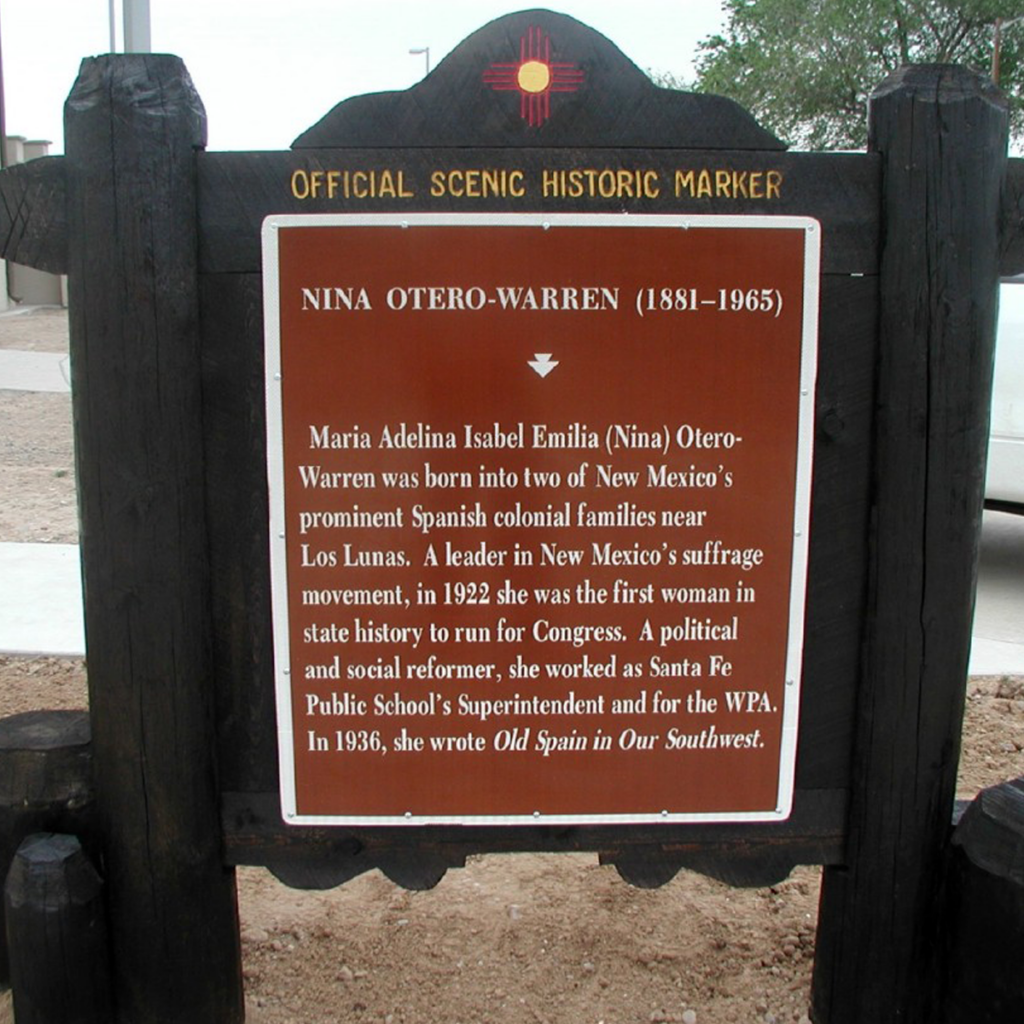 OFFICIAL SCENIC HISTORIC MARKER
NINA OTERO-WARREN (1881–1965)
Maria Adelina Isabel Emilia (Nina) Otero-
Warren was born into two of New Mexico's
prominent Spanish colonial families near
Los Lunas. A leader in New Mexico's suffrage
movement, in 1922 she was the first woman in
state history to run for Congress. A political
and social reformer, she worked as Santa Fe
Public School's Superintendent and for the WPA.
In 1936, she wrote Old Spain in Our Southwest.